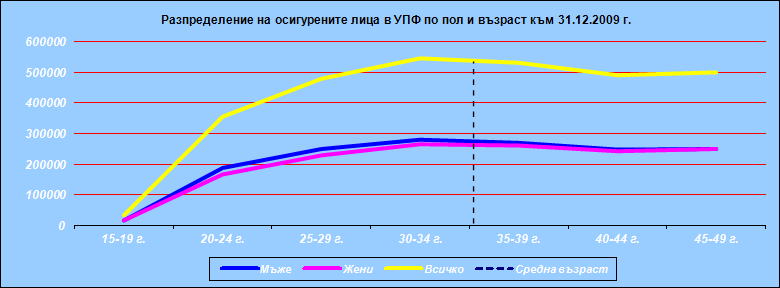 Разпределение на осигурените лица в УПФ по пол и възраст към 31.12.2009 г.
600000
500000
400000
300000
200000
100000
0
15-19 г. 20-24 г. 25-29 г. 30-34 г. 35-39 г. 40-44 г. 45-49 г.
Мъже Жени Всичко Средна възраст